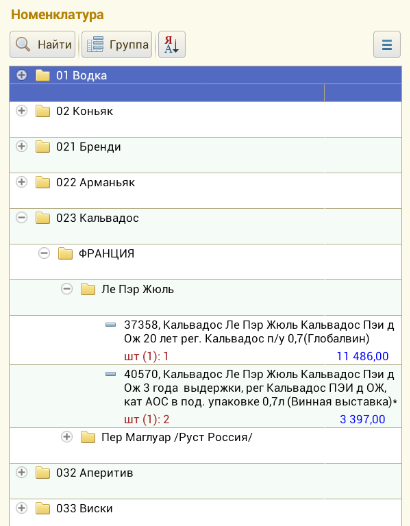 Номенклатура
Найти Группа Я А
01 Водка
02 Коньяк
021 Бренди
022 Арманьяк
023 Кальвадос
ФРАНЦИЯ
Ле Пэр Жюль
37358, Кальвадос Ле Пэр Жюль Кальвадос Пэи д
Ож 20 лет рег. Кальвадос п/у 0,7(Глобалвин)
шт (1): 1 11 486,00
40570, Кальвадос Ле Пэр Жюль Кальвадос Пэи д
Ож 3 года выдержки, рег Кальвадос ПЭИ д ОЖ,
кат АОС в под. упаковке 0,7л (Винная выставка)*
шт (1): 2 3 397,00
Пер Маглуар /Руст Россия/
032 Аперитив
033 Виски